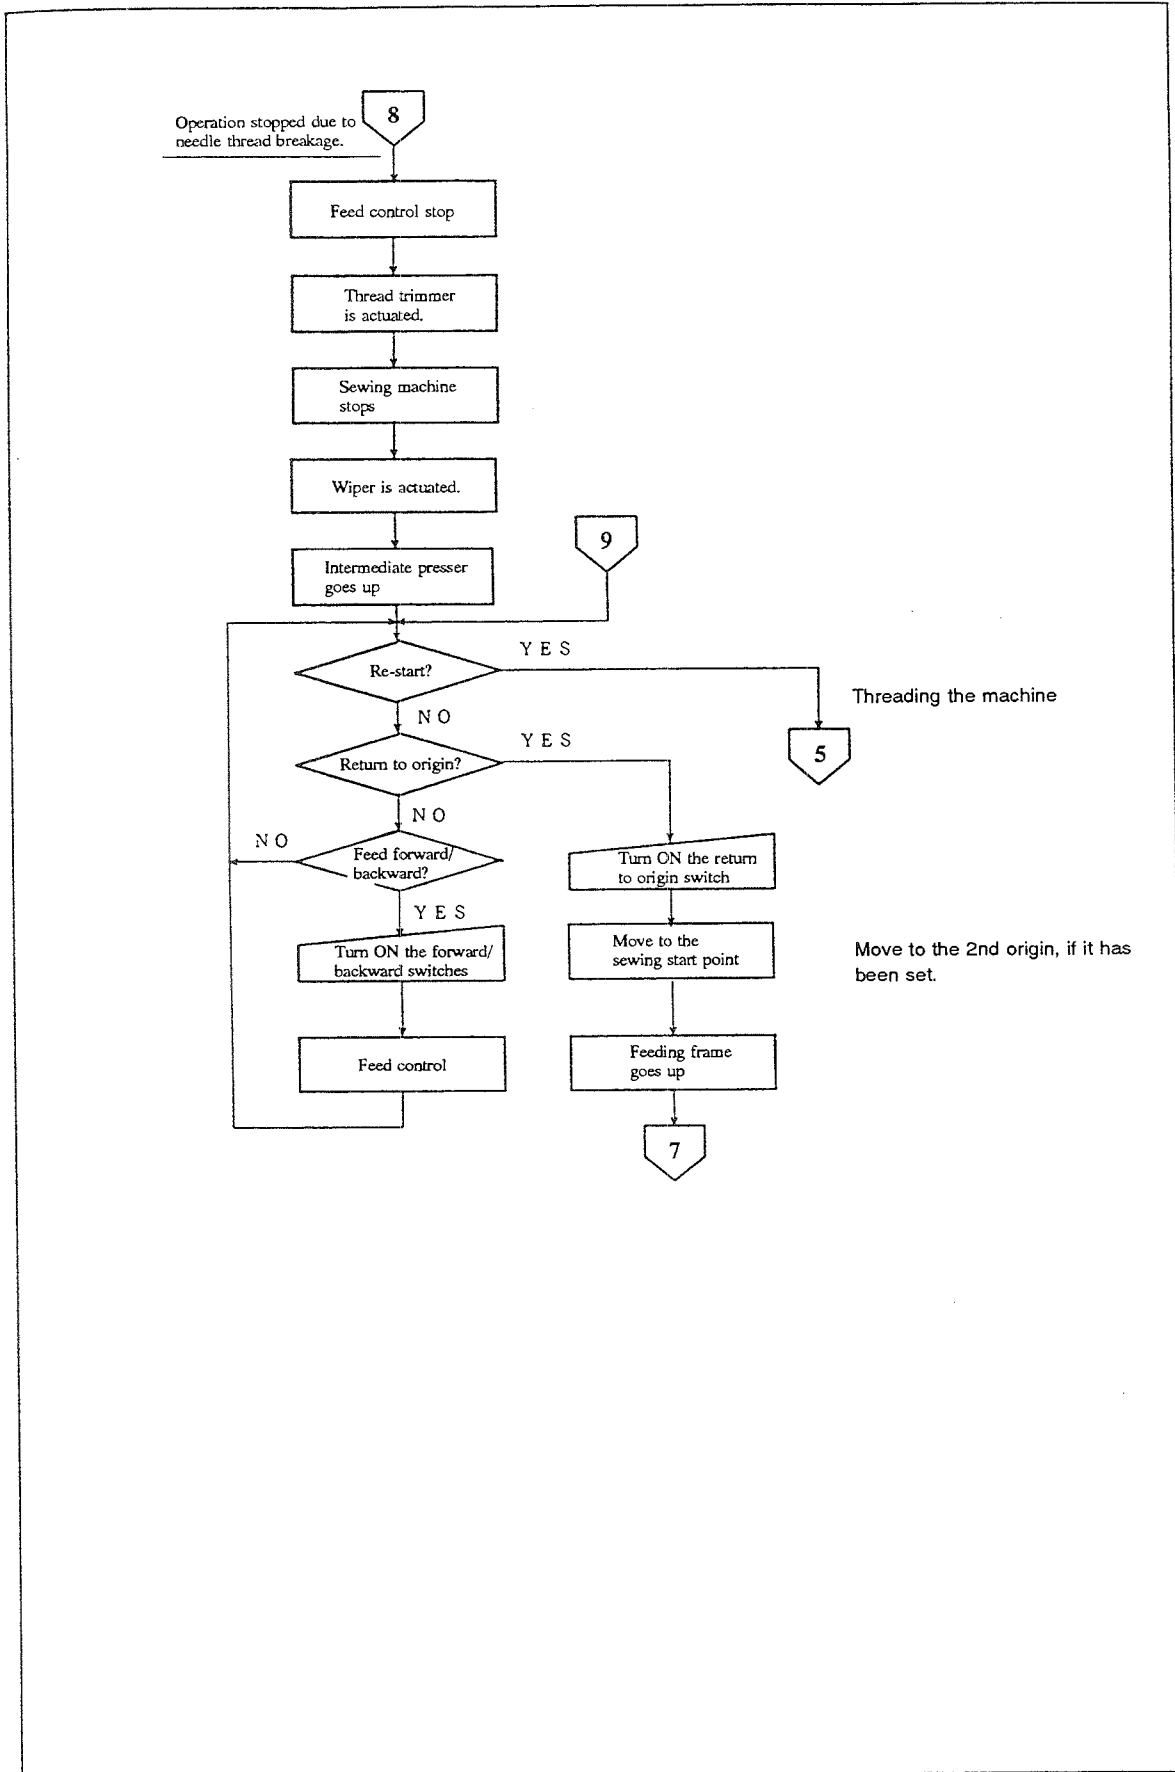 8
Operation stopped due to
needle thread breakage.
Feed control stop
Thread trimmer
is actuated.
Sewing machine
stops
Wiper is actuated.
9
Intermediate presser
goes up
YES
Re-start?
Threading the machine
NO
YES
5
Return to origin?
NO
NO
Feed forward/
backward?
Turn ON the return
to origin switch
YES
Turn ON the forward/
backward switches
Move to the
sewing start point
Move to the 2nd origin, if it has
been set.
Feed control
Feeding frame
goes up
7